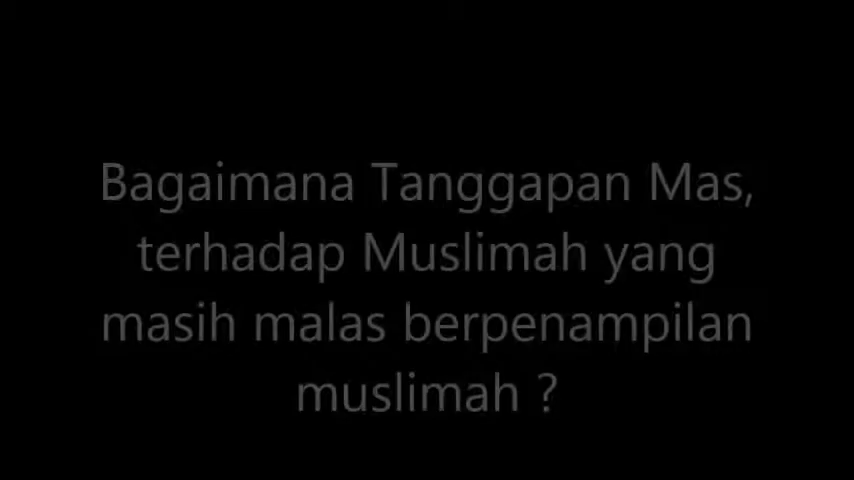 Bagaimana Tanggapan Mas,
terhadap Muslimah yang
masih malas berpenampilan
muslimah ?